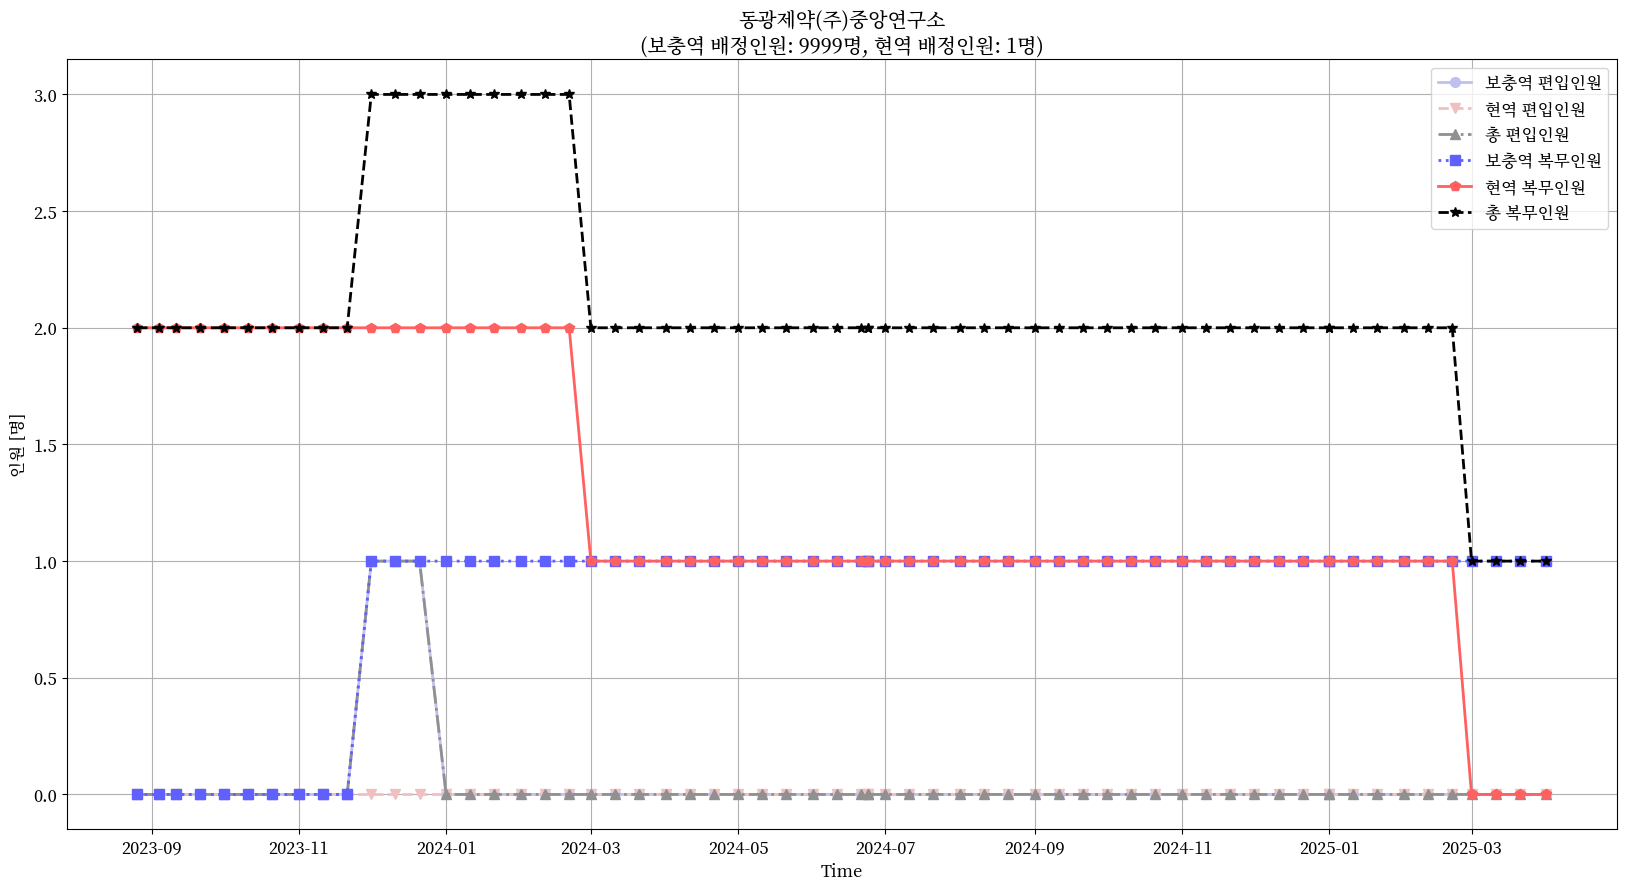 동광제약(주)중앙연구소
(보충역 배정인원: 9999명, 현역 배정인원: 1명)
보충역 편입인원
현역 편입인원
총 편입인원
보충역 복무인원
현역 복무인원
총 복무인원
인원 [명]
3.0
2.5
2.0
1.5
1.0
0.5
0.0
2023-09 2023-11 2024-01 2024-03 2024-05 2024-07 2024-09 2024-11 2025-01 2025-03
Time